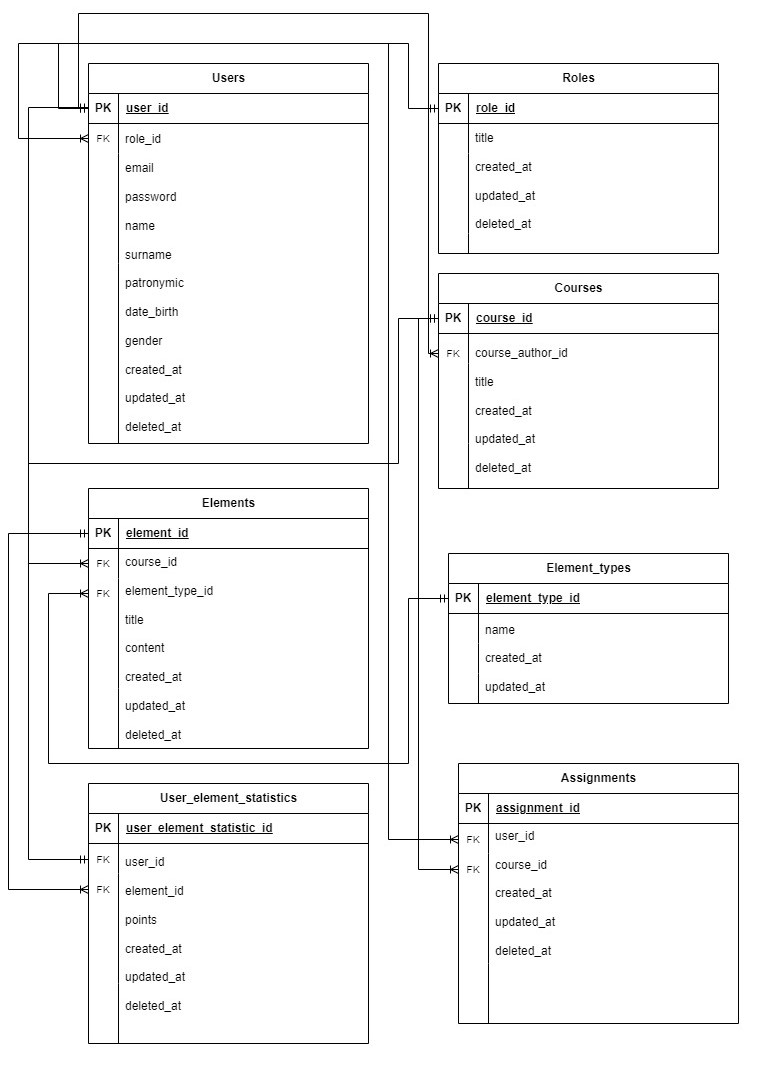 Users
PK user_id
FK role_id
email
password
name
surname
patronymic
date_birth
gender
created_at
updated_at
deleted_at
Roles
PK role_id
title
created_at
updated_at
deleted_at
Courses
PK course_id
FK course_author_id
title
created_at
updated_at
deleted_at
Elements
PK element_id
FK course_id
FK element_type_id
title
content
created_at
updated_at
deleted_at
Element_types
PK element_type_id
name
created_at
updated_at
User_element_statistics
PK user_element_statistic_id
FK user_id
FK element_id
points
created_at
updated_at
deleted_at
Assignments
PK assignment_id
FK user_id
FK course_id
created_at
updated_at
deleted_at